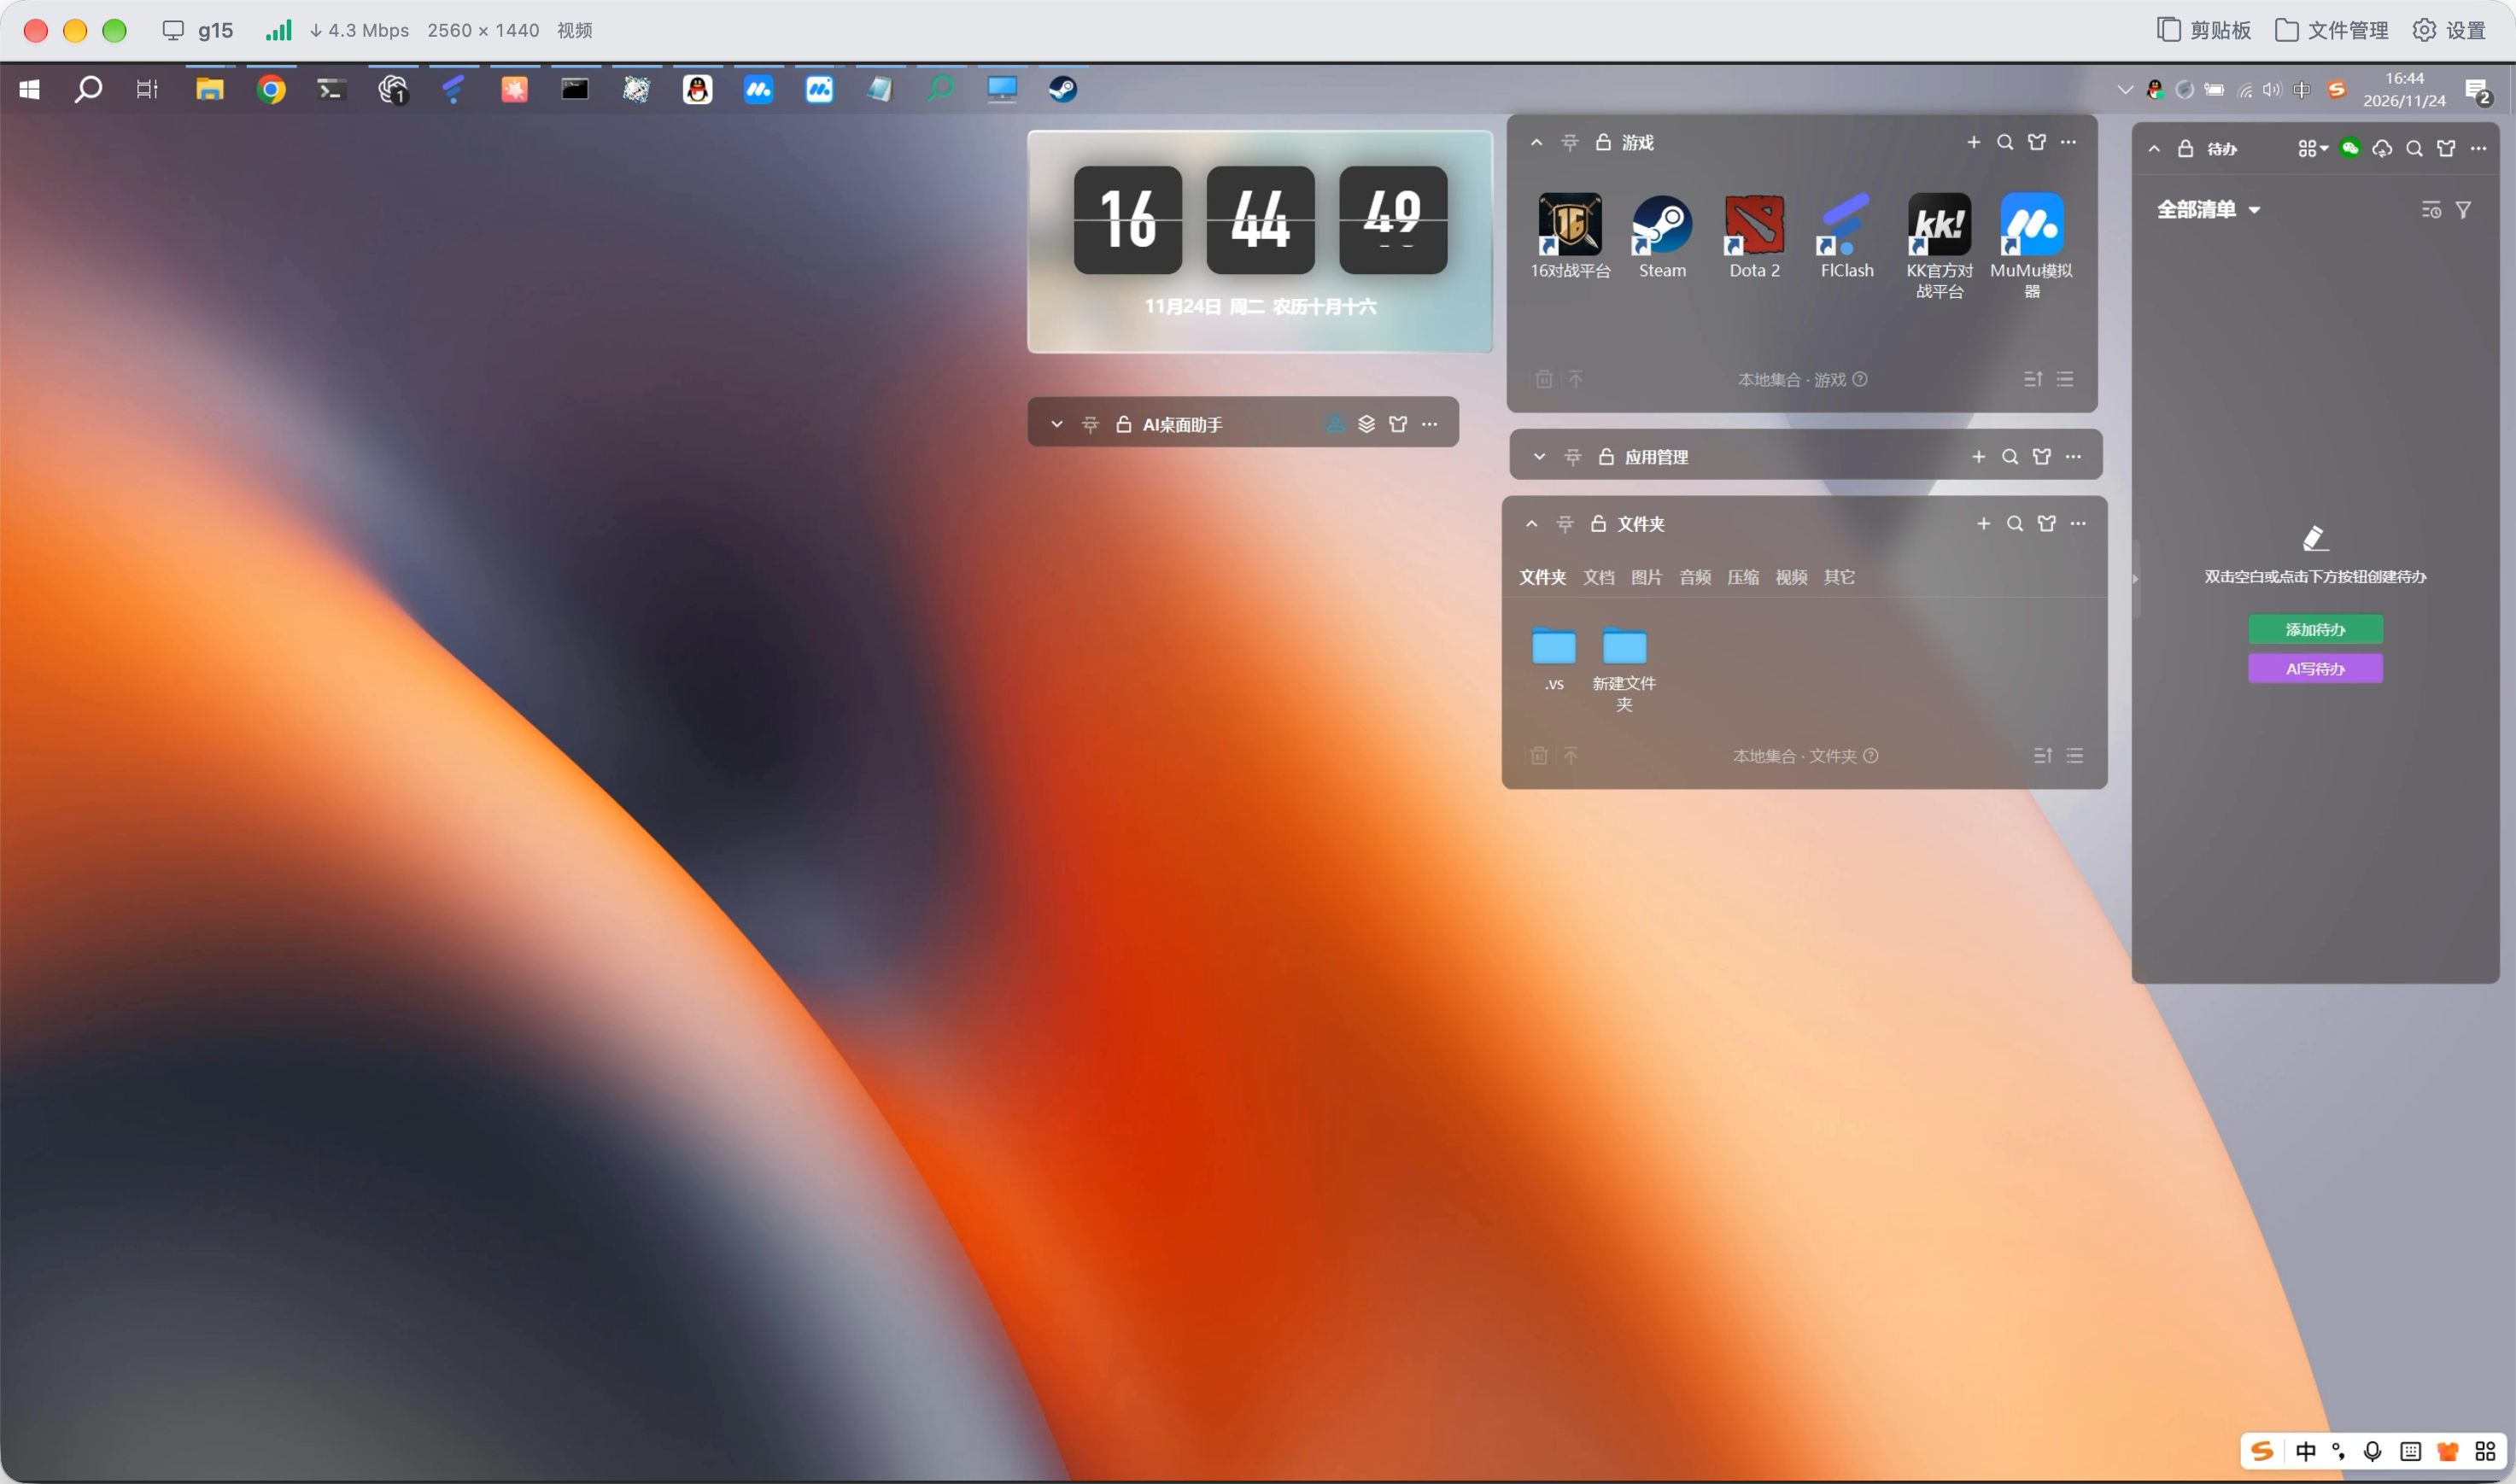 g15 ↓ 4.3 Mbps 2560 × 1440 视频
剪贴板 文件管理 设置
1
中
16:44
2026/11/24
2
16 44 49
11月24日 周二 农历十月十六
AI桌面助手
游戏
16
kk!
16对战平台 Steam Dota 2 FlClash KK官方对战平台 MuMu模拟器
本地集合 · 游戏
应用管理
文件夹
文件夹 文档 图片 音频 压缩 视频 其它
.vs 新建文件夹
本地集合 · 文件夹
待办
全部清单
双击空白或点击下方按钮创建待办
添加待办
AI写待办
中